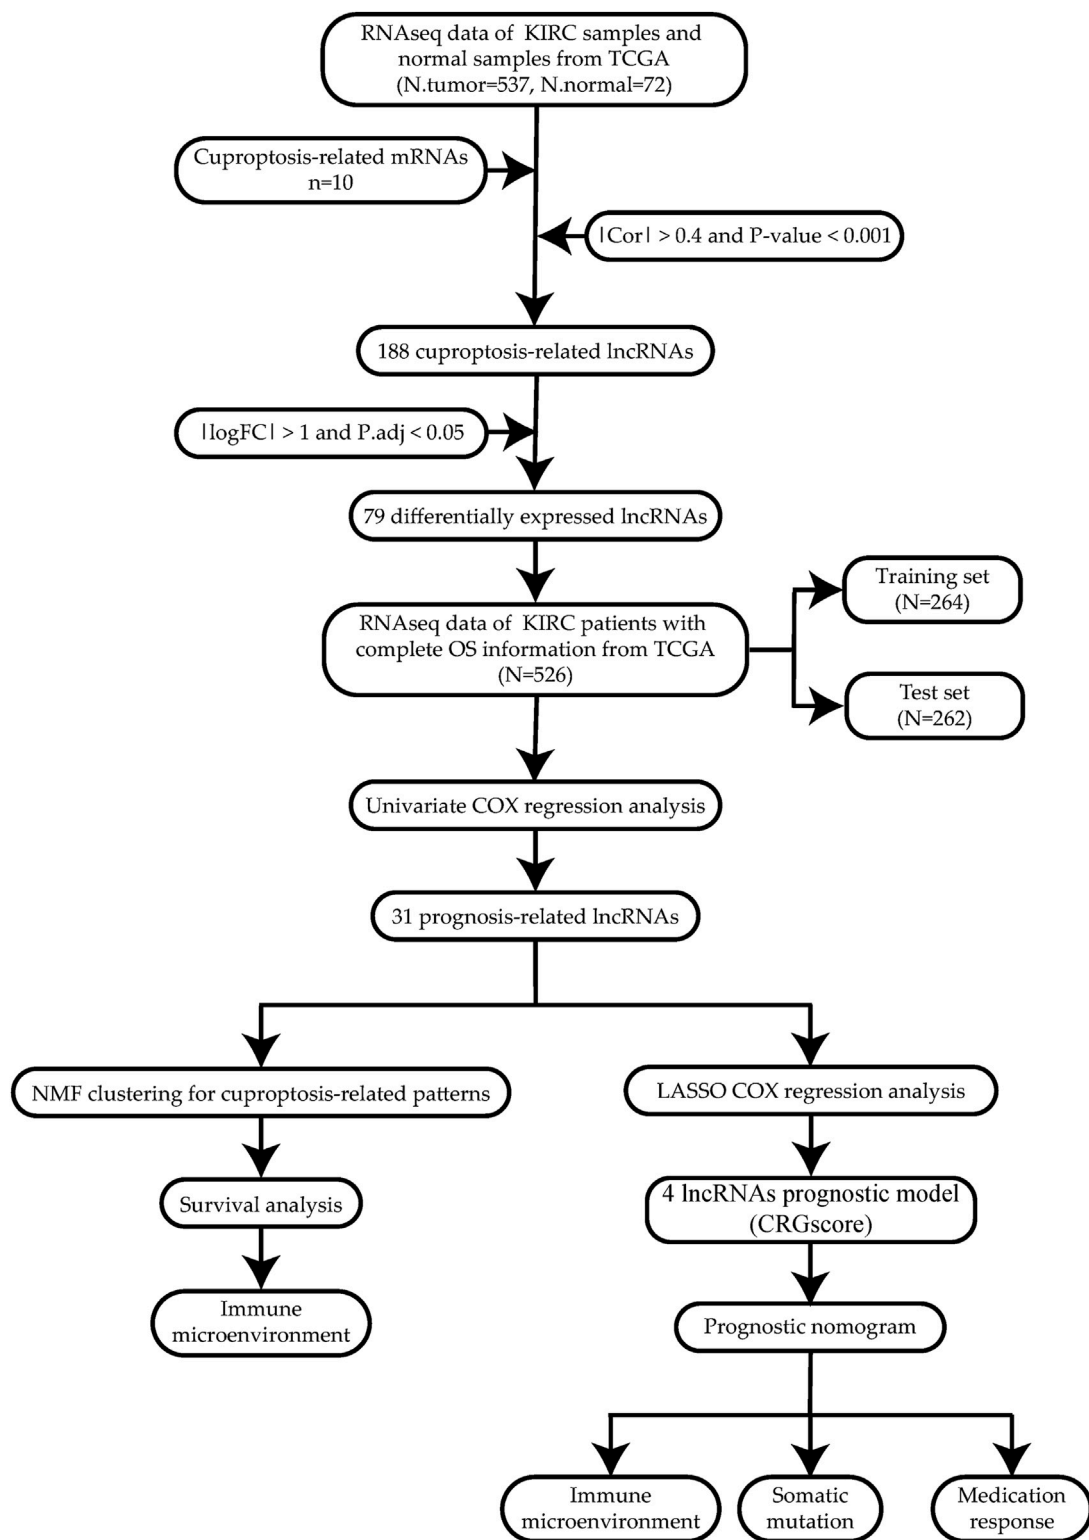 RNAseq data of KIRC samples and
normal samples from TCGA
(N.tumor=537, N.normal=72)
Cuproptosis-related mRNAs
n=10
|Cor| > 0.4 and P-value < 0.001
188 cuproptosis-related lncRNAs
|logFC| > 1 and P.adj < 0.05
79 differentially expressed lncRNAs
RNAseq data of KIRC patients with
complete OS information from TCGA
(N=526)
Training set
(N=264)
Test set
(N=262)
Univariate COX regression analysis
31 prognosis-related lncRNAs
NMF clustering for cuproptosis-related patterns
Survival analysis
Immune
microenvironment
LASSO COX regression analysis
4 lncRNAs prognostic model
(CRGscore)
Prognostic nomogram
Immune
microenvironment
Somatic
mutation
Medication
response